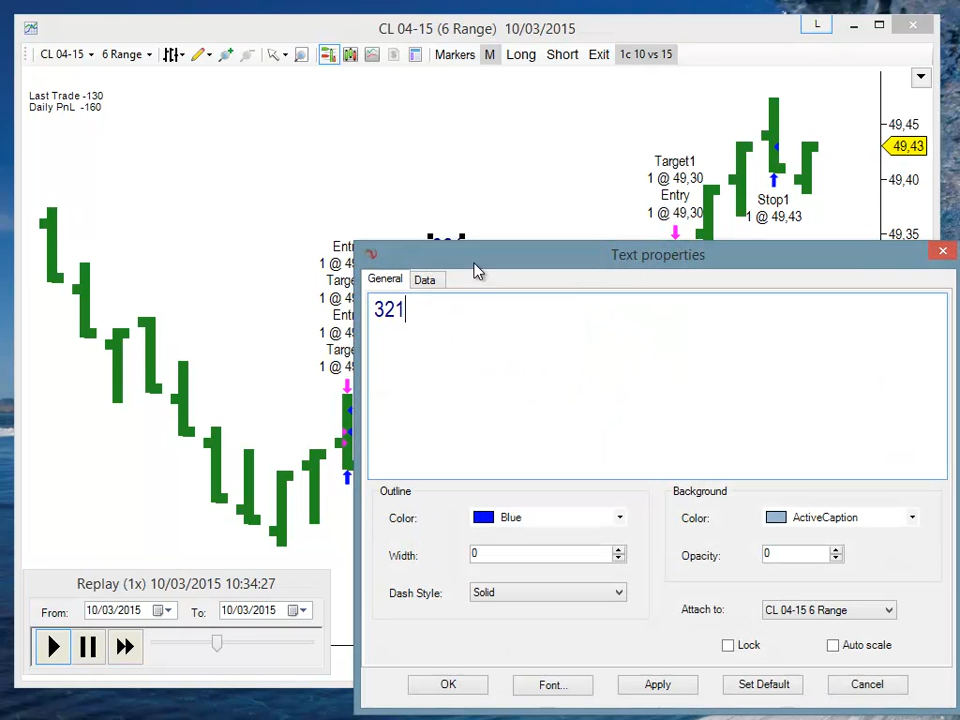 CL 04-15 (6 Range)  10/03/2015
L
CL 04-15
6 Range
Markers
M
Long
Short
Exit
1c 10 vs 15
Last Trade -130
Daily PnL  -160
49,45
49,43
49,40
49,35
Target1
1 @ 49,30
Entry
1 @ 49,30
Stop1
1 @ 49,43
Text properties
General
Data
321
Outline
Color:
Blue
Width:
0
Dash Style:
Solid
Background
Color:
ActiveCaption
Opacity:
0
Attach to:
CL 04-15 6 Range
Lock
Auto scale
OK
Font...
Apply
Set Default
Cancel
Replay (1x) 10/03/2015 10:34:27
From:
10/03/2015
To:
10/03/2015